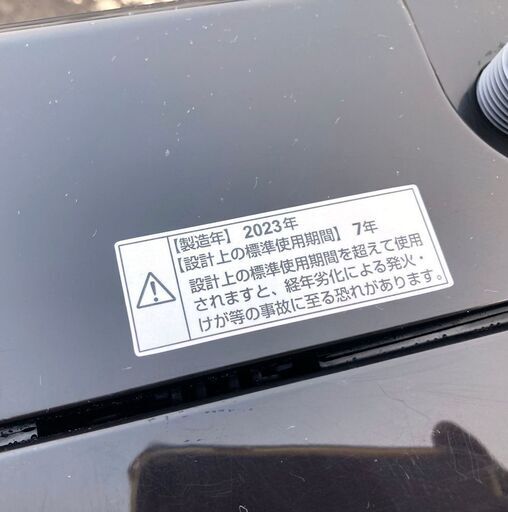 【製造年】 2023年
【設計上の標準使用期間】 7年
設計上の標準使用期間を超えて使用
されますと、経年劣化による発火・
けが等の事故に至る恐れがあります。